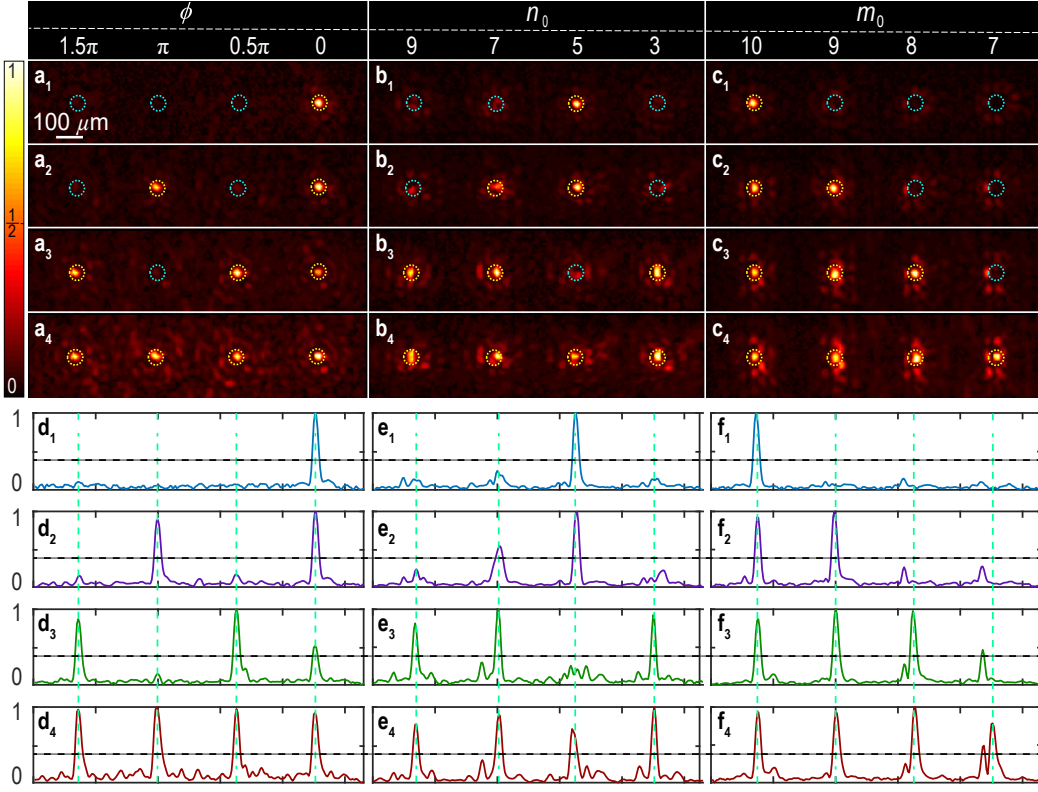 ϕ n₀ m₀
1.5π π 0.5π 0 9 7 5 3 10 9 8 7
1 a₁ b₁ c₁
100 μm
a₂ b₂ c₂
1/2
a₃ b₃ c₃
a₄ b₄ c₄
0
1 d₁ e₁ f₁
0
1 d₂ e₂ f₂
0
1 d₃ e₃ f₃
0
1 d₄ e₄ f₄
0